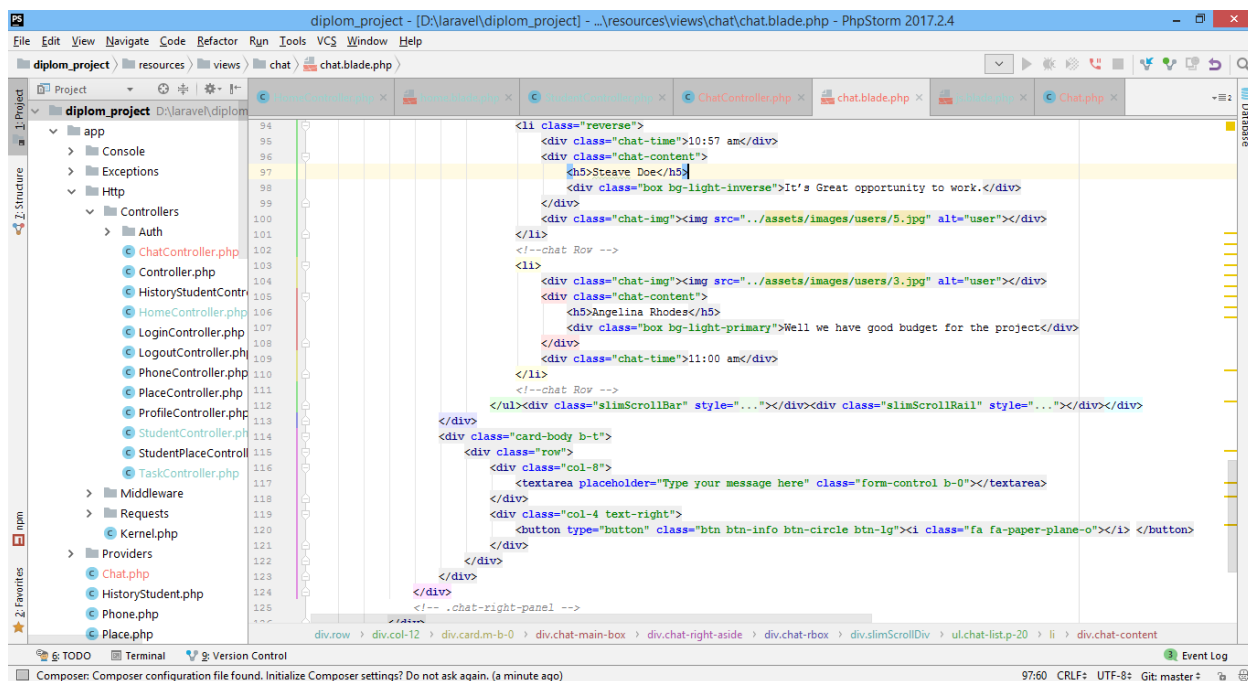 PS diplom_project - [D:\laravel\diplom_project] - ...\resources\views\chat\chat.blade.php - PhpStorm 2017.2.4
File Edit View Navigate Code Refactor Run Tools VCS Window Help
diplom_project resources views chat chat.blade.php
Project ChatController.php chat.blade.php Chat.php
1: Project
Z: Structure
npm
2: Favorites
Database
2
diplom_project D:\laravel\diplom
app
Console
Exceptions
Http
Controllers
Auth
ChatController.php
Controller.php
HistoryStudentContr
HomeController.php
LoginController.php
LogoutController.ph
PhoneController.php
PlaceController.php
ProfileController.php
StudentController.ph
StudentPlaceControll
TaskController.php
Middleware
Requests
Kernel.php
Providers
Chat.php
HistoryStudent.php
Phone.php
Place.php
94 <li class="reverse">
95 <div class="chat-time">10:57 am</div>
96 <div class="chat-content">
97 <h5>Steave Doe</h5>
98 <div class="box bg-light-inverse">It's Great opportunity to work.</div>
99 </div>
100 <div class="chat-img"><img src="../assets/images/users/5.jpg" alt="user"></div>
101 </li>
102 <!--chat Row -->
103 <li>
104 <div class="chat-img"><img src="../assets/images/users/3.jpg" alt="user"></div>
105 <div class="chat-content">
106 <h5>Angelina Rhodes</h5>
107 <div class="box bg-light-primary">Well we have good budget for the project</div>
108 </div>
109 <div class="chat-time">11:00 am</div>
110 </li>
111 <!--chat Row -->
112 </ul><div class="slimScrollBar" style="..."></div><div class="slimScrollRail" style="..."></div></div>
113 </div>
114 <div class="card-body b-t">
115 <div class="row">
116 <div class="col-8">
117 <textarea placeholder="Type your message here" class="form-control b-0"></textarea>
118 </div>
119 <div class="col-4 text-right">
120 <button type="button" class="btn btn-info btn-circle btn-lg"><i class="fa fa-paper-plane-o"></i> </button>
121 </div>
122 </div>
123 </div>
124 </div>
125 <!-- .chat-right-panel -->
126 </div>
div.row div.col-12 div.card.m-b-0 div.chat-main-box div.chat-right-aside div.chat-rbox div.slimScrollDiv ul.chat-list.p-20 li div.chat-content
6: TODO Terminal 9: Version Control 3 Event Log
Composer: Composer configuration file found. Initialize Composer settings? Do not ask again. (a minute ago) 97:60 CRLF UTF-8 Git: master